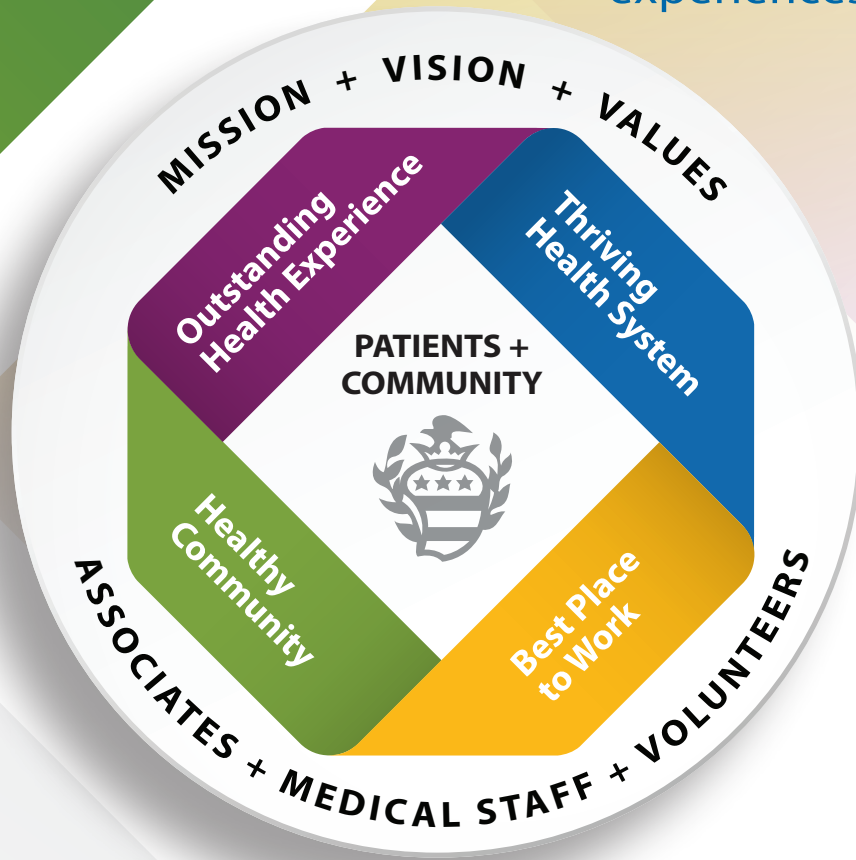 experiences
MISSION + VISION + VALUES
Outstanding
Health Experience
Thriving
Health System
PATIENTS +
COMMUNITY
Healthy
Community
Best Place
to Work
ASSOCIATES + MEDICAL STAFF + VOLUNTEERS